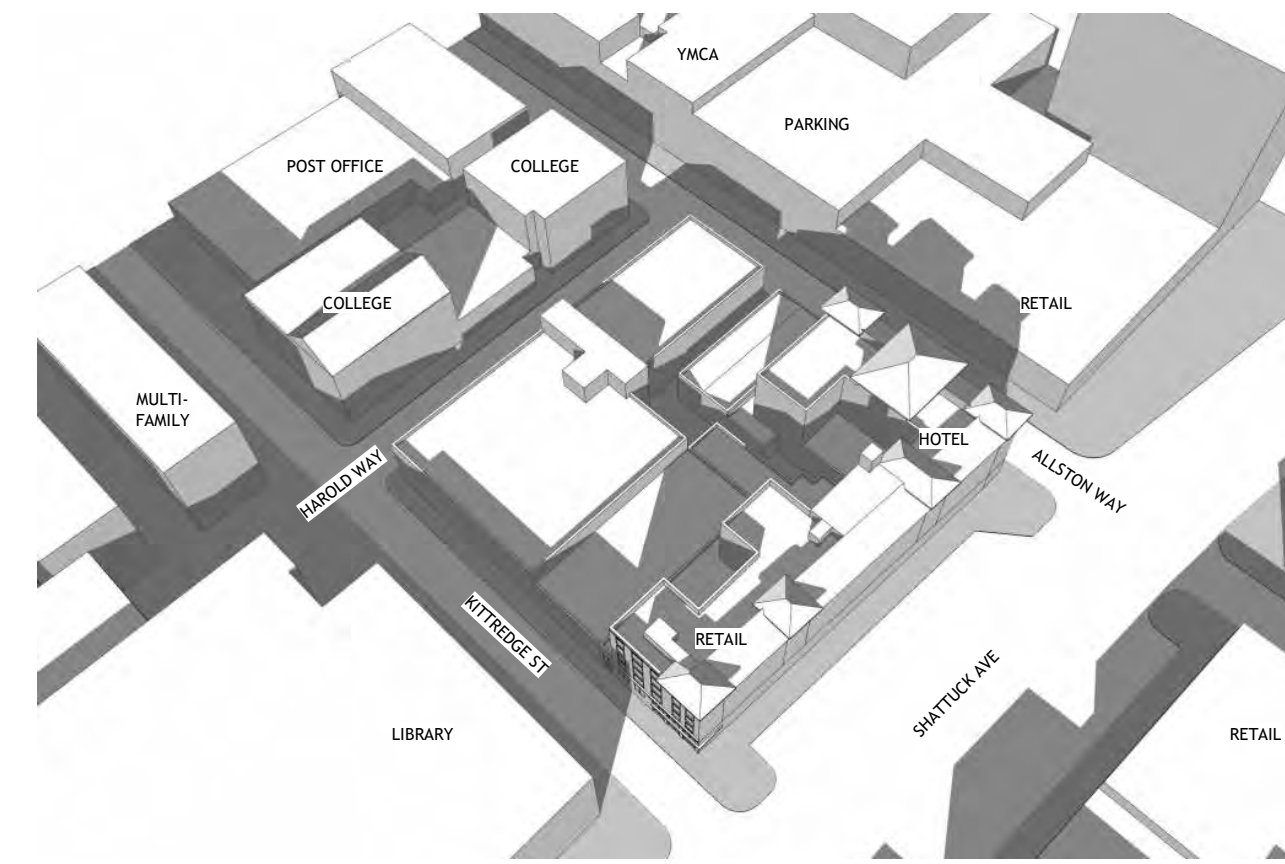 YMCA
PARKING
POST OFFICE
COLLEGE
COLLEGE
RETAIL
MULTI-
FAMILY
HOTEL
HAROLD WAY
ALLSTON WAY
KITTREDGE ST
RETAIL
SHATTUCK AVE
LIBRARY
RETAIL